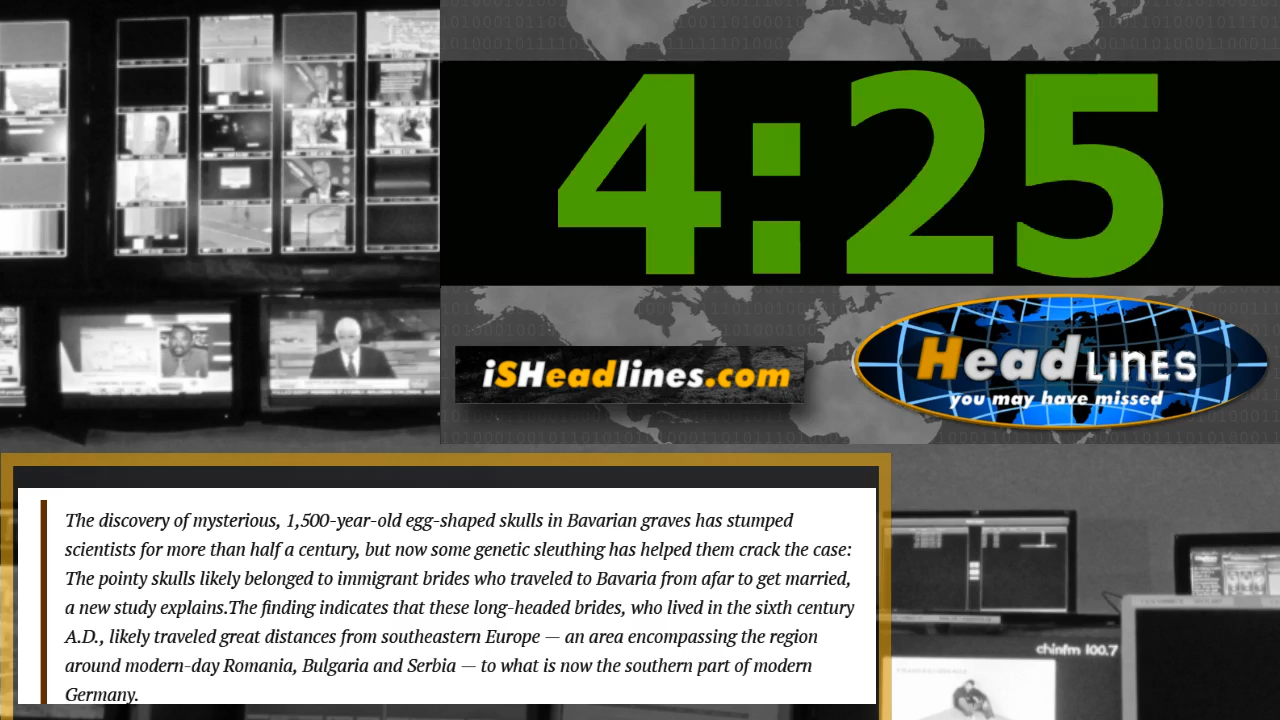 4:25
iSHeadlines.com
HeadLINES
you may have missed
The discovery of mysterious, 1,500-year-old egg-shaped skulls in Bavarian graves has stumped
scientists for more than half a century, but now some genetic sleuthing has helped them crack the case:
The pointy skulls likely belonged to immigrant brides who traveled to Bavaria from afar to get married,
a new study explains.The finding indicates that these long-headed brides, who lived in the sixth century
A.D., likely traveled great distances from southeastern Europe — an area encompassing the region
around modern-day Romania, Bulgaria and Serbia — to what is now the southern part of modern
Germany.
chinfm 100.7